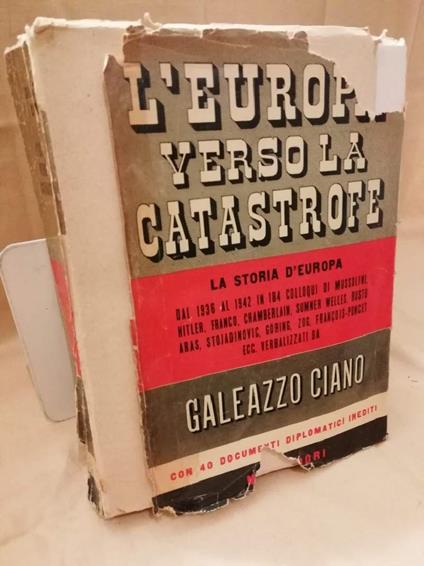 L'EUROPA
VERSO LA
CATASTROFE
LA STORIA D'EUROPA
DAL 1936 AL 1942 IN 184 COLLOQUI DI MUSSOLINI,
HITLER, FRANCO, CHAMBERLAIN, SUMNER WELLES, RUSTU
ARAS, STOJADINOVIC, GÖRING, ZOG, FRANÇOIS-PONCET
ECC. VERBALIZZATI DA
GALEAZZO CIANO
CON 40 DOCUMENTI DIPLOMATICI INEDITI
M ORI